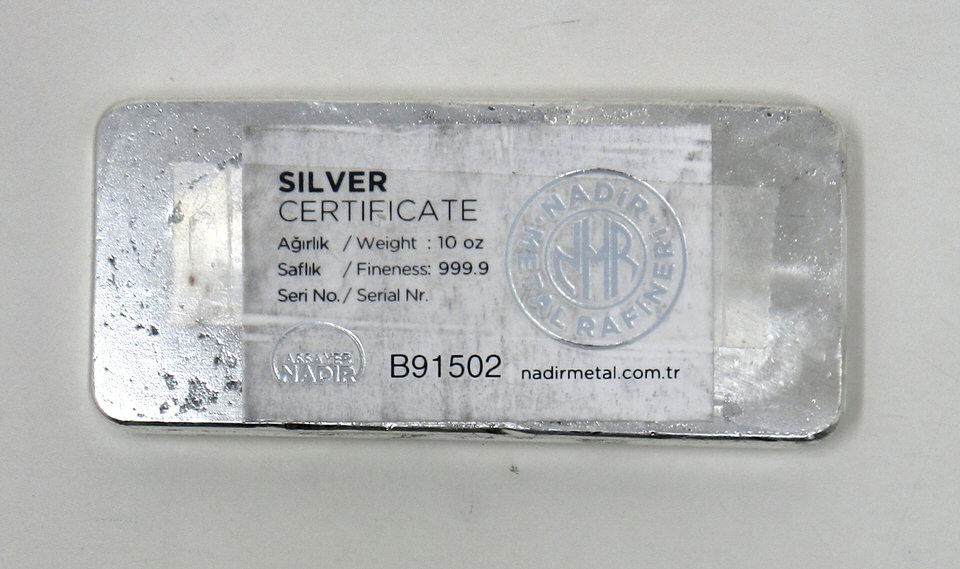 SILVER
CERTIFICATE
Ağırlık / Weight : 10 oz
Saflık / Fineness: 999.9
Seri No. / Serial Nr.
ASSAYER
NADİR
B91502
nadirmetal.com.tr
NADİR
METAL RAFİNERİ
NMR